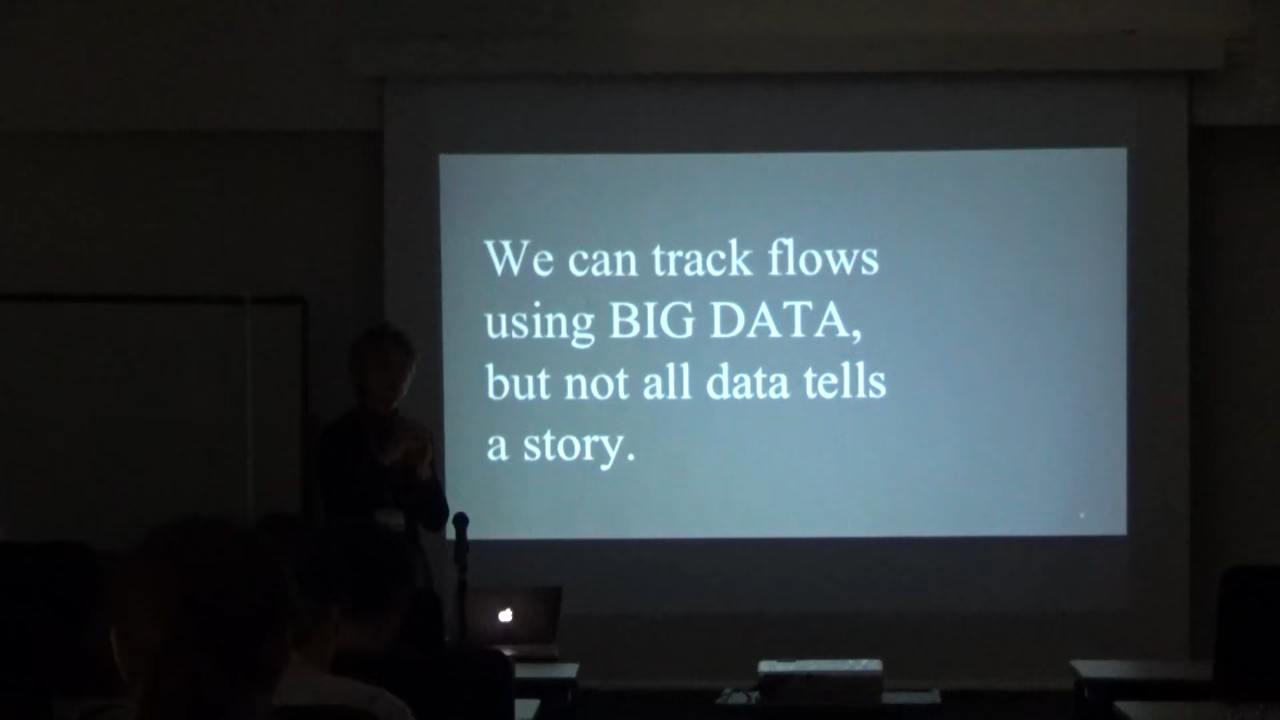 We can track flows
using BIG DATA,
but not all data tells
a story.